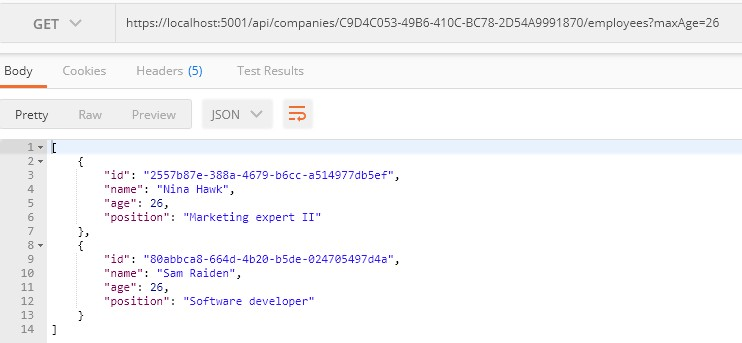 GET https://localhost:5001/api/companies/C9D4C053-49B6-410C-BC78-2D54A9991870/employees?maxAge=26
Body Cookies Headers (5) Test Results
Pretty Raw Preview JSON
1 [
2 {
3 "id": "2557b87e-388a-4679-b6cc-a514977db5ef",
4 "name": "Nina Hawk",
5 "age": 26,
6 "position": "Marketing expert II"
7 },
8 {
9 "id": "80abbca8-664d-4b20-b5de-024705497d4a",
10 "name": "Sam Raiden",
11 "age": 26,
12 "position": "Software developer"
13 }
14 ]